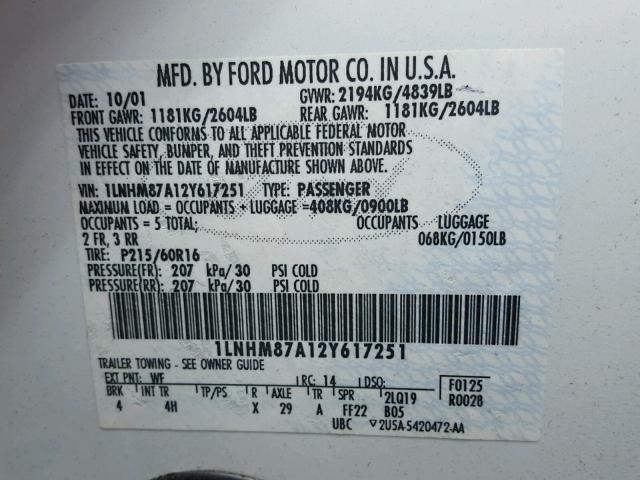 MFD. BY FORD MOTOR CO. IN U.S.A.
DATE: 10/01 GVWR: 2194KG/4839LB
FRONT GAWR: 1181KG/2604LB REAR GAWR: 1181KG/2604LB
THIS VEHICLE CONFORMS TO ALL APPLICABLE FEDERAL MOTOR
VEHICLE SAFETY, BUMPER, AND THEFT PREVENTION STANDARDS
IN EFFECT ON THE DATE OF MANUFACTURE SHOWN ABOVE.
VIN: 1LNHM87A12Y617251 TYPE: PASSENGER
MAXIMUM LOAD = OCCUPANTS + LUGGAGE = 408KG/0900LB
OCCUPANTS = 5 TOTAL; OCCUPANTS LUGGAGE
2 FR, 3 RR 068KG/0150LB
TIRE: P215/60R16
PRESSURE(FR): 207 kPa/30 PSI COLD
PRESSURE(RR): 207 kPa/30 PSI COLD
1LNHM87A12Y617251
TRAILER TOWING - SEE OWNER GUIDE
EXT PNT: WF RC: 14 DSO: F0125
BRK INT TR TP/PS R AXLE TR SPR 2LQ19 R0028
4 4H X 29 A FF22 B05
UBC 2U5A-5420472-AA